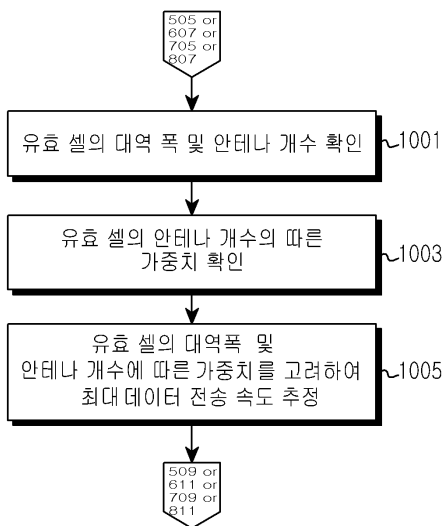 505 or
607 or
705 or
807
유효 셀의 대역 폭 및 안테나 개수 확인
1001
유효 셀의 안테나 개수의 따른
가중치 확인
1003
유효 셀의 대역폭 및
안테나 개수에 따른 가중치를 고려하여
최대 데이터 전송 속도 추정
1005
509 or
611 or
709 or
811